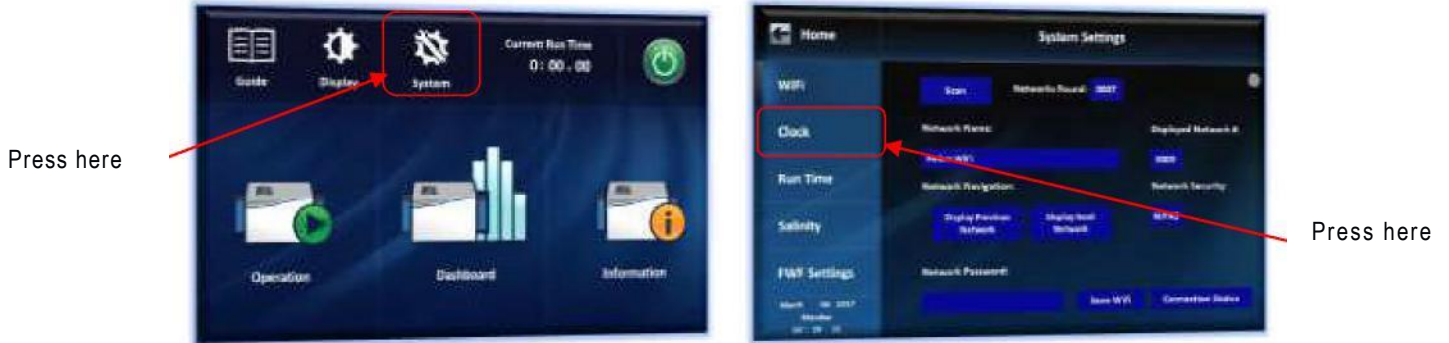 Press here
Guide
Display
System
Current Run Time
0: 00. 00
Operation
Dashboard
Information
Home
System Settings
WiFi
Clock
Run Time
Salinity
FWF Settings
Scan
Networks Found:
Network Name:
Displayed Network #:
Network Navigation:
Network Security:
Display Previous
Network
Display Next
Network
Network Password:
Save WiFi
Connection Status
Monday
Press here